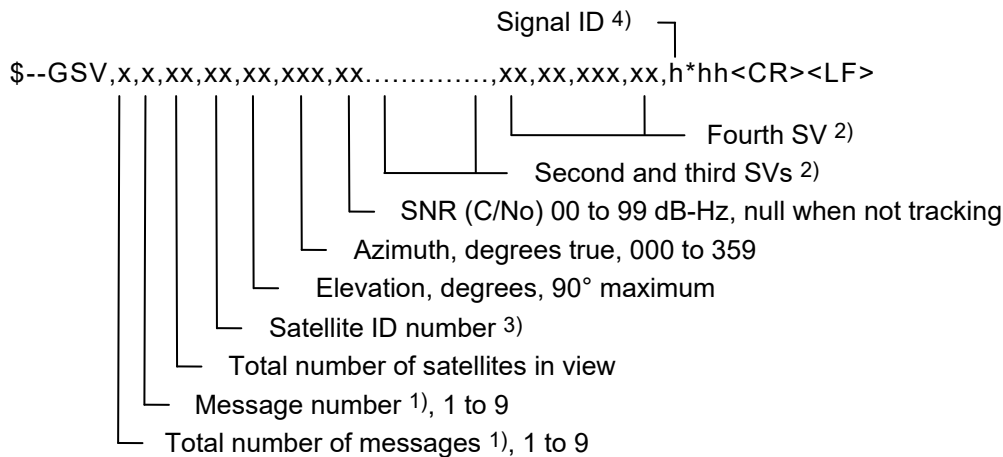 Signal ID 4)
$--GSV,x,x,xx,xx,xx,xxx,xx.............,xx,xx,xxx,xx,h*hh<CR><LF>
Fourth SV 2)
Second and third SVs 2)
SNR (C/No) 00 to 99 dB-Hz, null when not tracking
Azimuth, degrees true, 000 to 359
Elevation, degrees, 90° maximum
Satellite ID number 3)
Total number of satellites in view
Message number 1), 1 to 9
Total number of messages 1), 1 to 9